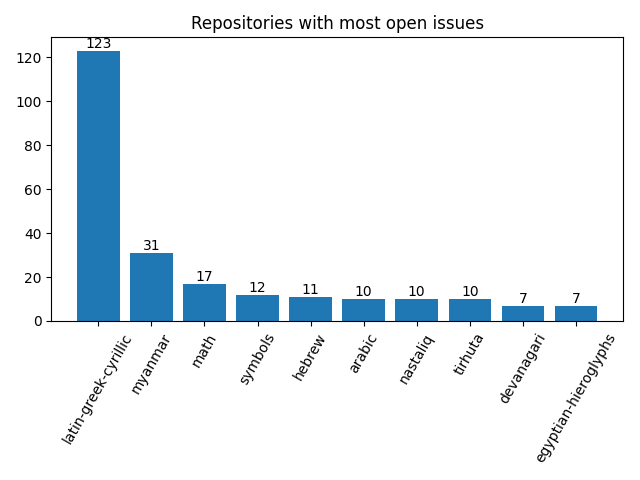 Repositories with most open issues
123
31
17
12
11
10
10
10
7
7
120
100
80
60
40
20
0
latin-greek-cyrillic
myanmar
math
symbols
hebrew
arabic
nastaliq
tirhuta
devanagari
egyptian-hieroglyphs